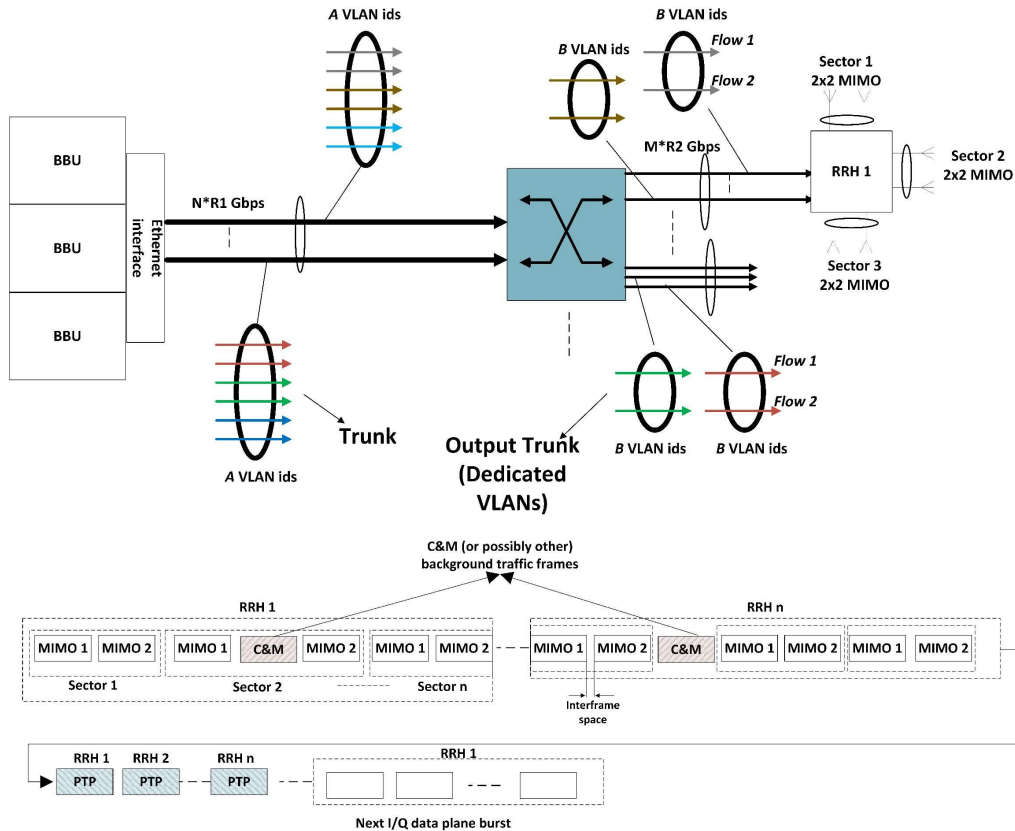 A VLAN ids
B VLAN ids
B VLAN ids
Flow 1
Flow 2
Sector 1
2x2 MIMO
BBU
BBU
BBU
Ethernet
interface
N*R1 Gbps
M*R2 Gbps
RRH 1
Sector 2
2x2 MIMO
Sector 3
2x2 MIMO
A VLAN ids
Trunk
Output Trunk
(Dedicated
VLANs)
B VLAN ids
Flow 1
Flow 2
B VLAN ids
C&M (or possibly other)
background traffic frames
RRH 1
RRH n
MIMO 1
MIMO 2
MIMO 1
C&M
MIMO 2
MIMO 1
MIMO 2
MIMO 1
MIMO 2
C&M
MIMO 1
MIMO 2
MIMO 1
MIMO 2
Sector 1
Sector 2
Sector n
Interframe
space
RRH 1
RRH 2
RRH n
RRH 1
PTP
PTP
PTP
Next I/Q data plane burst